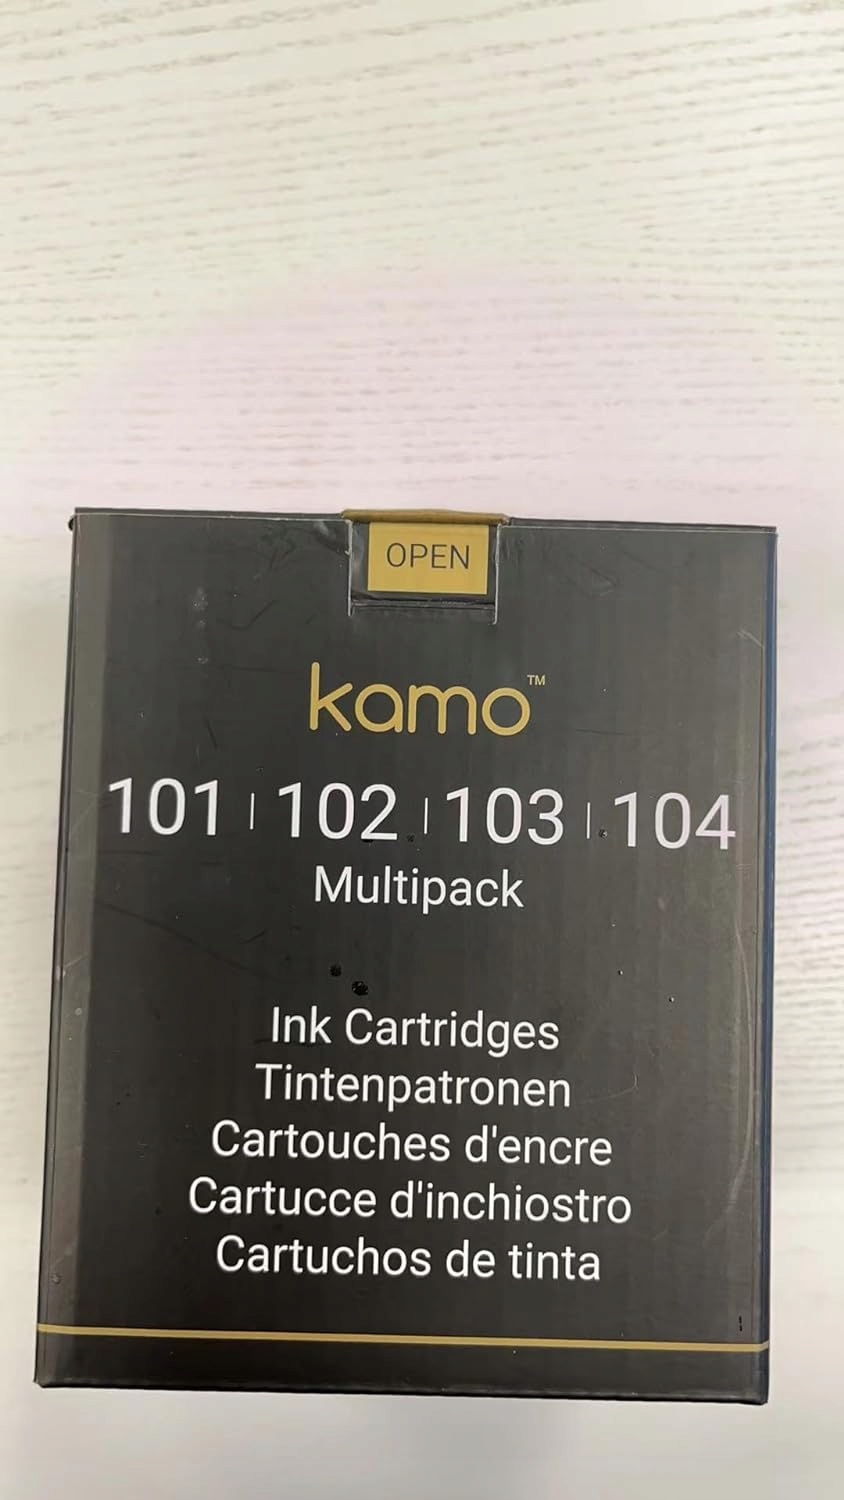 OPEN
kamo™
101 | 102 | 103 | 104
Multipack
Ink Cartridges
Tintenpatronen
Cartouches d'encre
Cartucce d'inchiostro
Cartuchos de tinta